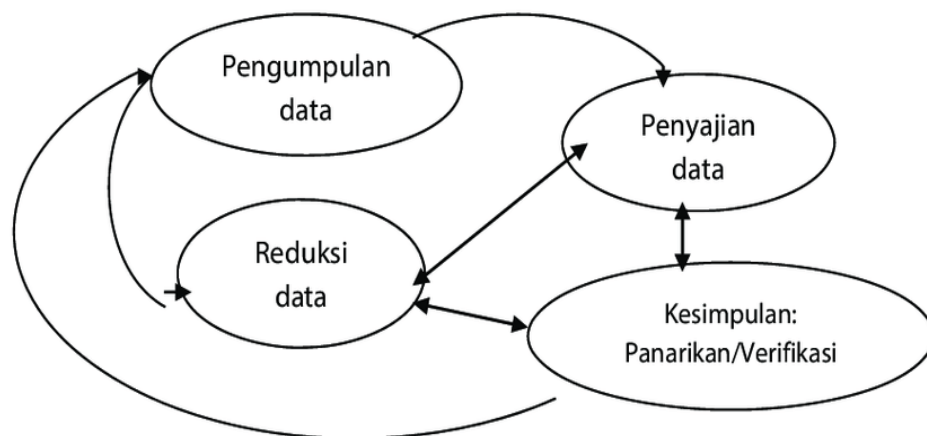 Pengumpulan
data
Penyajian
data
Reduksi
data
Kesimpulan:
Panarikan/Verifikasi